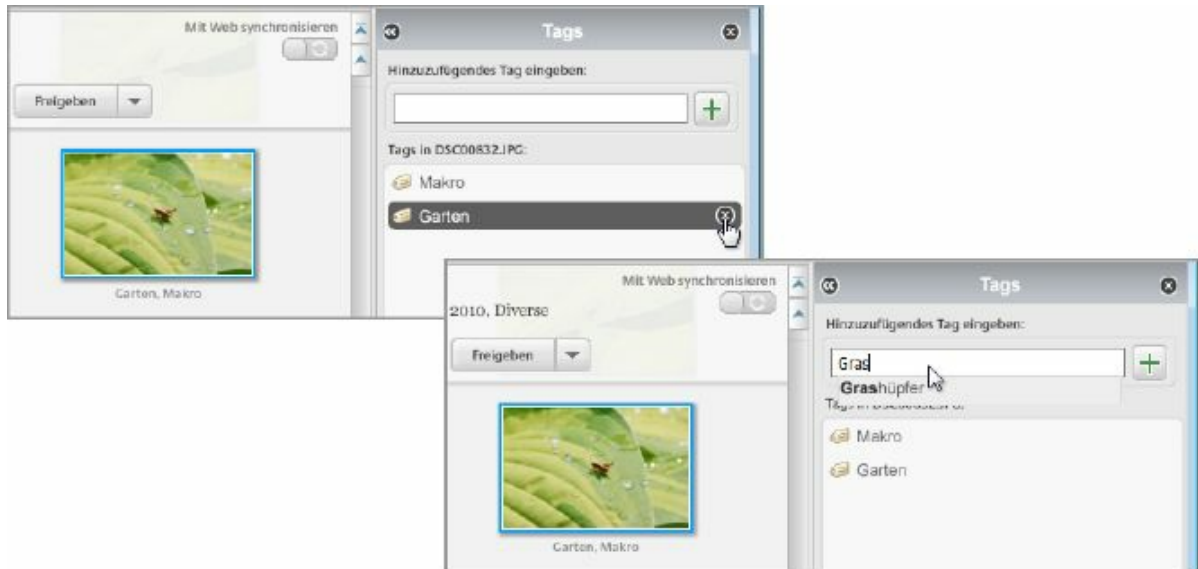 Mit Web synchronisieren
Freigeben
Garten, Makro
Tags
Hinzuzufügendes Tag eingeben:
Tags in DSC00832.JPG:
Makro
Garten
Mit Web synchronisieren
2010, Diverse
Freigeben
Garten, Makro
Tags
Hinzuzufügendes Tag eingeben:
Gras
Grashüpfer
Makro
Garten